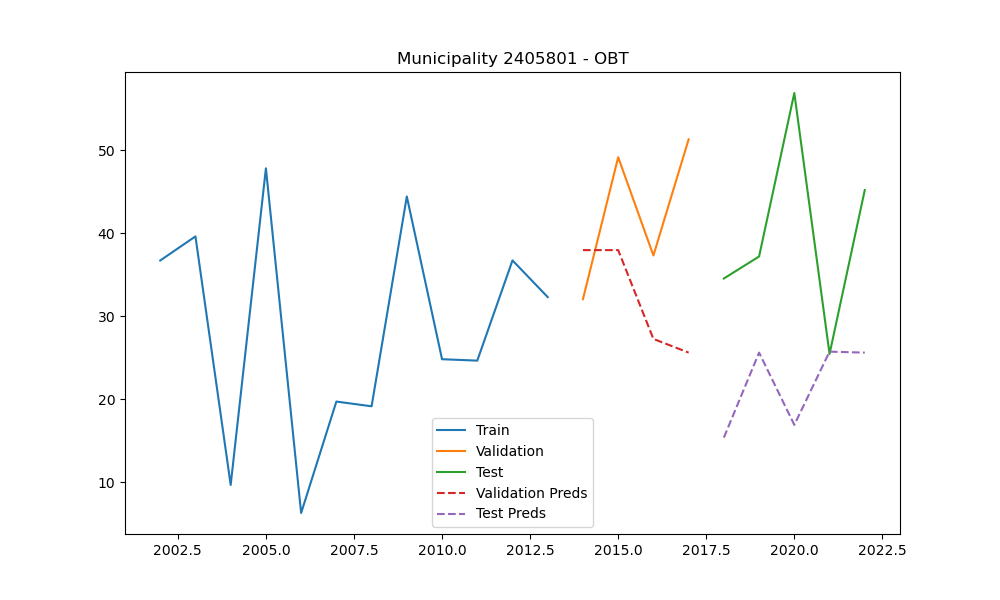 Municipality 2405801 - OBT
50
40
30
20
10
2002.5 2005.0 2007.5 2010.0 2012.5 2015.0 2017.5 2020.0 2022.5
Train
Validation
Test
Validation Preds
Test Preds